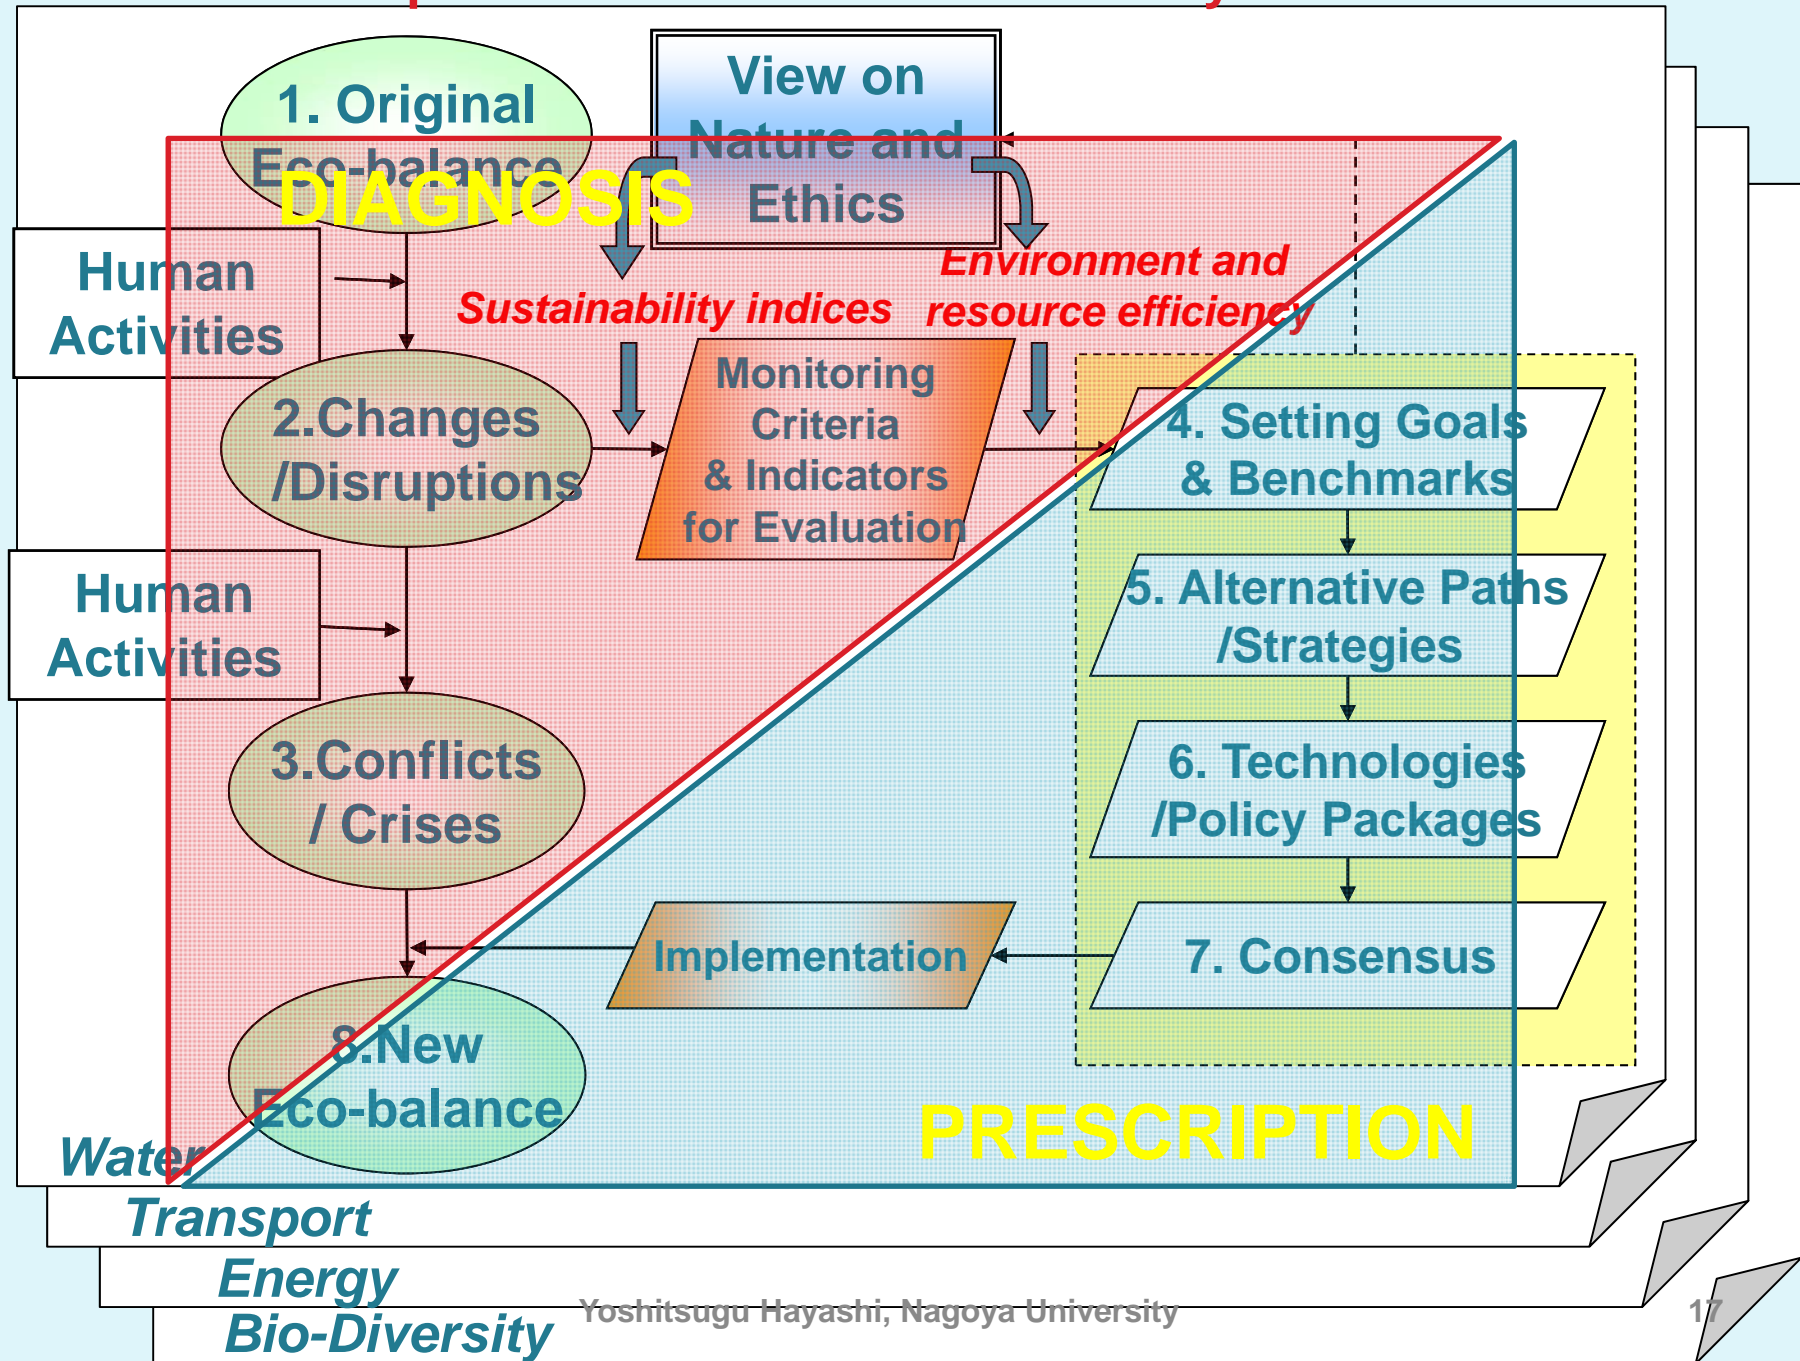 1. Original
Eco-balance
View on
Nature and
Ethics
DIAGNOSIS
Human
Activities
Sustainability indices
Environment and
resource efficiency
2.Changes
/Disruptions
Monitoring
Criteria
& Indicators
for Evaluation
4. Setting Goals
& Benchmarks
Human
Activities
5. Alternative Paths
/Strategies
3.Conflicts
/ Crises
6. Technologies
/Policy Packages
Implementation
7. Consensus
8.New
Eco-balance
PRESCRIPTION
Water
Transport
Energy
Bio-Diversity
Yoshitsugu Hayashi, Nagoya University
17